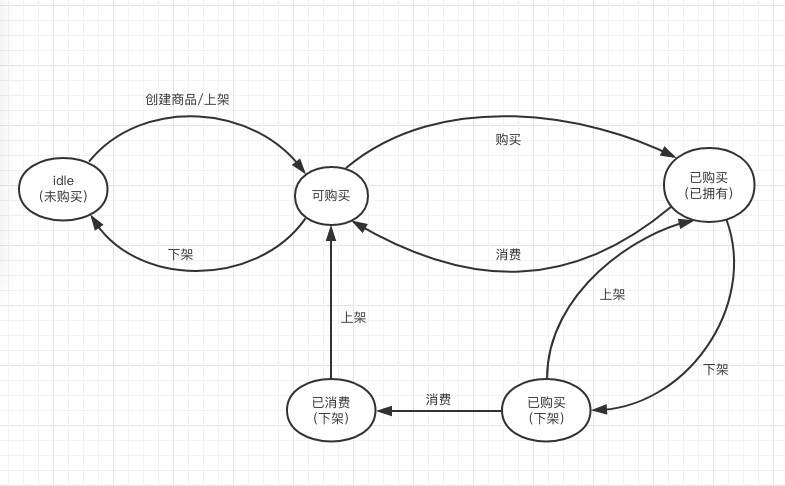 创建商品/上架
购买
idle
(未购买)
可购买
已购买
(已拥有)
下架
消费
上架
上架
下架
已消费
(下架)
消费
已购买
(下架)